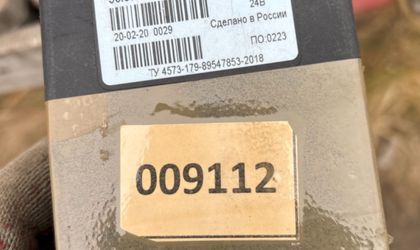 24В
Сделано в России
20-02-20 0029
ПО:0223
ТУ 4573-179-89547853-2018
009112